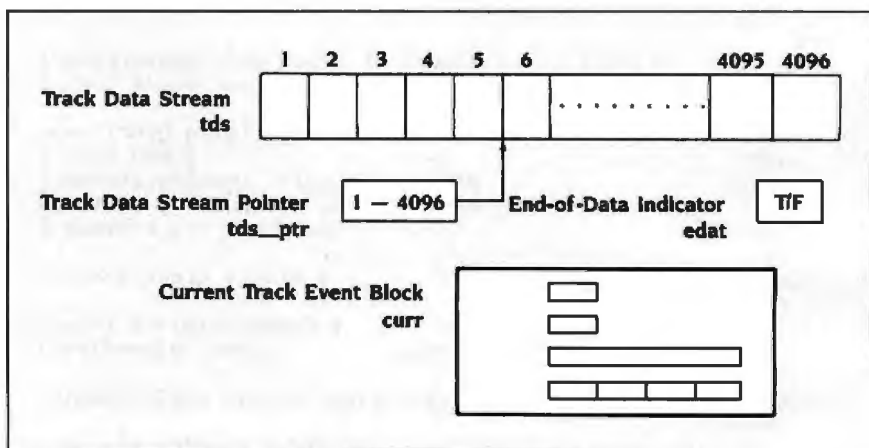 1 2 3 4 5 6 4095 4096
Track Data Stream
tds
Track Data Stream Pointer
tds__ptr
1 — 4096
End-of-Data Indicator
edat
T/F
Current Track Event Block
curr